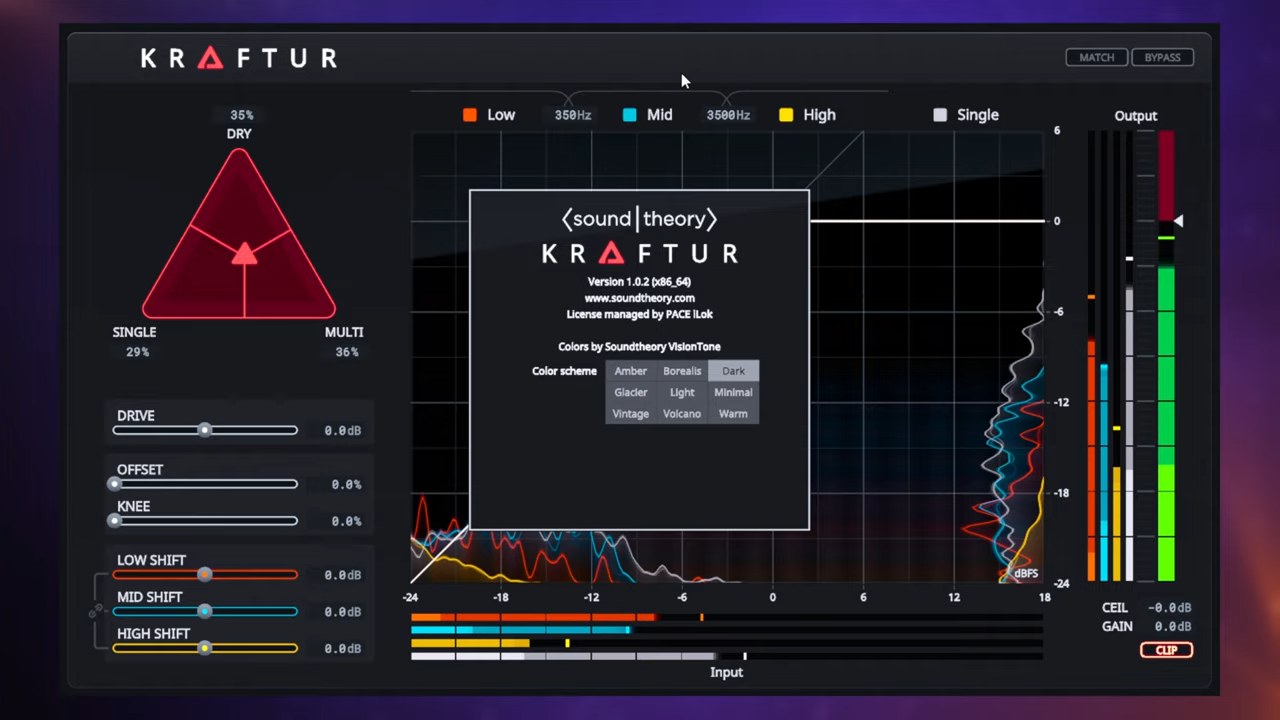 KRAFTUR
MATCH BYPASS
35%
DRY
SINGLE MULTI
29% 36%
Low 350Hz Mid 3500Hz High Single Output
6
0
-6
-12
-18
-24
⟨sound|theory⟩
KRAFTUR
Version 1.0.2 (x86_64)
www.soundtheory.com
License managed by PACE iLok
Colors by Soundtheory VisionTone
Color scheme Amber Borealis Dark
Glacier Light Minimal
Vintage Volcano Warm
DRIVE 0.0dB
OFFSET 0.0%
KNEE 0.0%
LOW SHIFT 0.0dB
MID SHIFT 0.0dB
HIGH SHIFT 0.0dB
dBFS
-24 -18 -12 -6 0 6 12 18
Input
CEIL -0.0dB
GAIN 0.0dB
CLIP